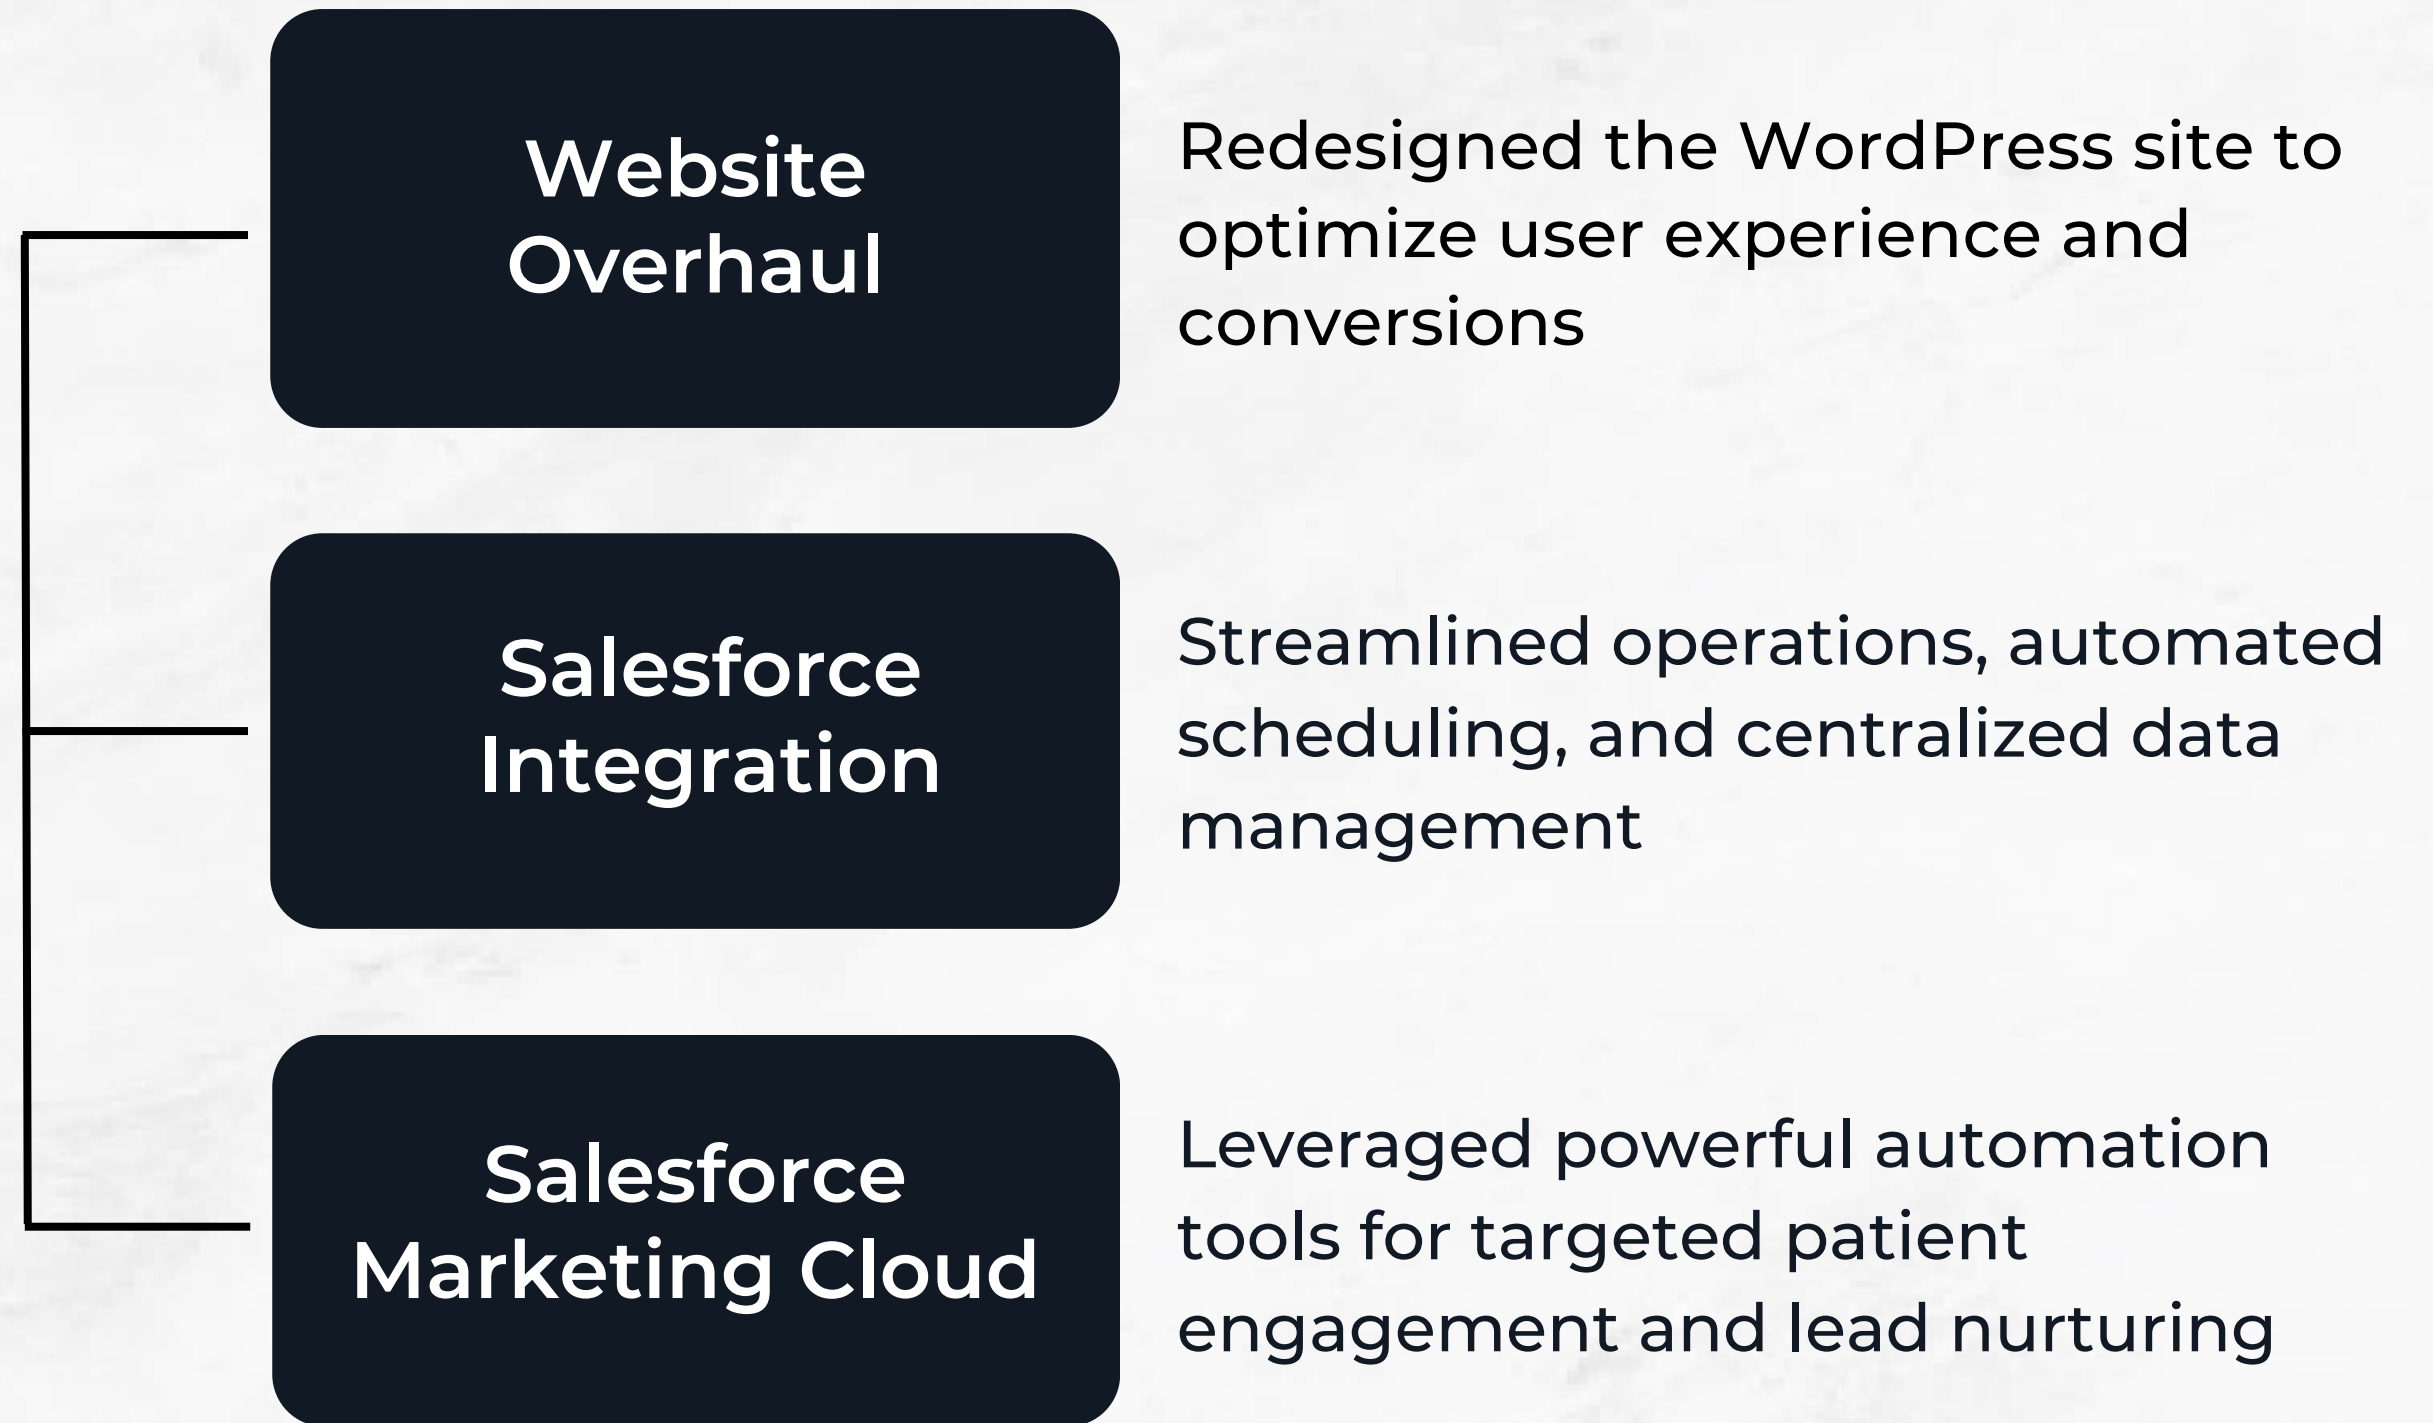 Website
Overhaul
Redesigned the WordPress site to
optimize user experience and
conversions
Salesforce
Integration
Streamlined operations, automated
scheduling, and centralized data
management
Salesforce
Marketing Cloud
Leveraged powerful automation
tools for targeted patient
engagement and lead nurturing